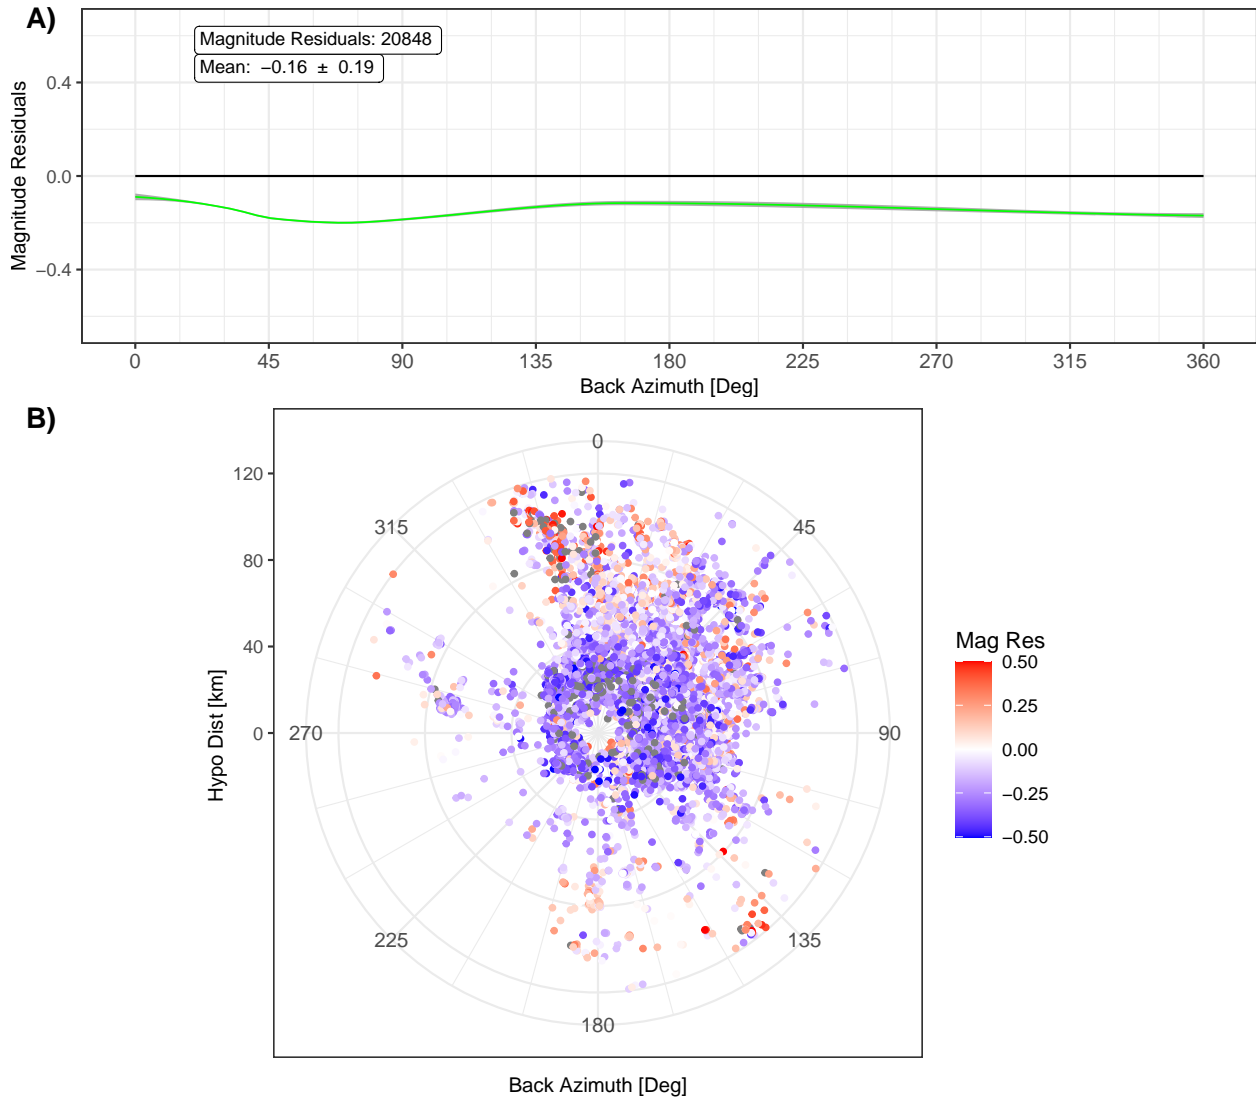 A)
Magnitude Residuals: 20848
Mean: −0.16 ± 0.19
Magnitude Residuals
0.4
0.0
−0.4
0 45 90 135 180 225 270 315 360
Back Azimuth [Deg]
B)
Hypo Dist [km]
120
80
40
0
0
45
90
135
180
225
270
315
Back Azimuth [Deg]
Mag Res
0.50
0.25
0.00
−0.25
−0.50